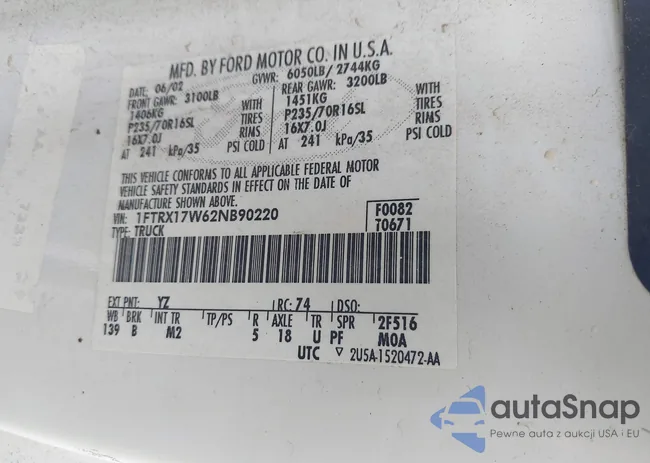 MFD. BY FORD MOTOR CO. IN U.S.A.
DATE: 06/02 GVWR: 6050LB/ 2744KG
FRONT GAWR: 3100LB REAR GAWR: 3200LB
1406KG WITH 1451KG WITH
P235/70R16SL TIRES P235/70R16SL TIRES
16X7.0J RIMS 16X7.0J RIMS
AT 241 kPa/35 PSI COLD AT 241 kPa/35 PSI COLD
THIS VEHICLE CONFORMS TO ALL APPLICABLE FEDERAL MOTOR
VEHICLE SAFETY STANDARDS IN EFFECT ON THE DATE OF
MANUFACTURE SHOWN ABOVE.
VIN: 1FTRX17W62NB90220 F0082
TYPE: TRUCK T0671
EXT PNT: YZ RC: 74 DSO:
WB BRK INT TR TP/PS R AXLE TR SPR 2F516
139 B M2 5 18 U PF M0A
UTC ▽ 2U5A-1520472-AA
autaSnap
Pewne auta z aukcji USA i EU